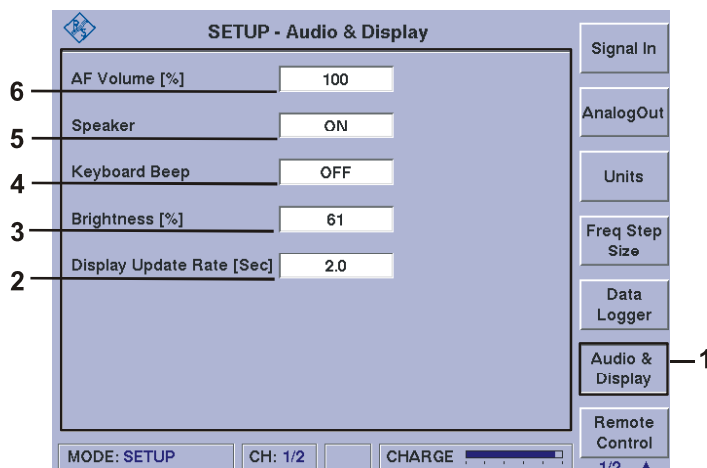 SETUP - Audio & Display
AF Volume [%] 100
Speaker ON
Keyboard Beep OFF
Brightness [%] 61
Display Update Rate [Sec] 2.0
6
5
4
3
2
Signal In
AnalogOut
Units
Freq Step
Size
Data
Logger
Audio &
Display
1
Remote
Control
1/2
MODE: SETUP
CH: 1/2
CHARGE